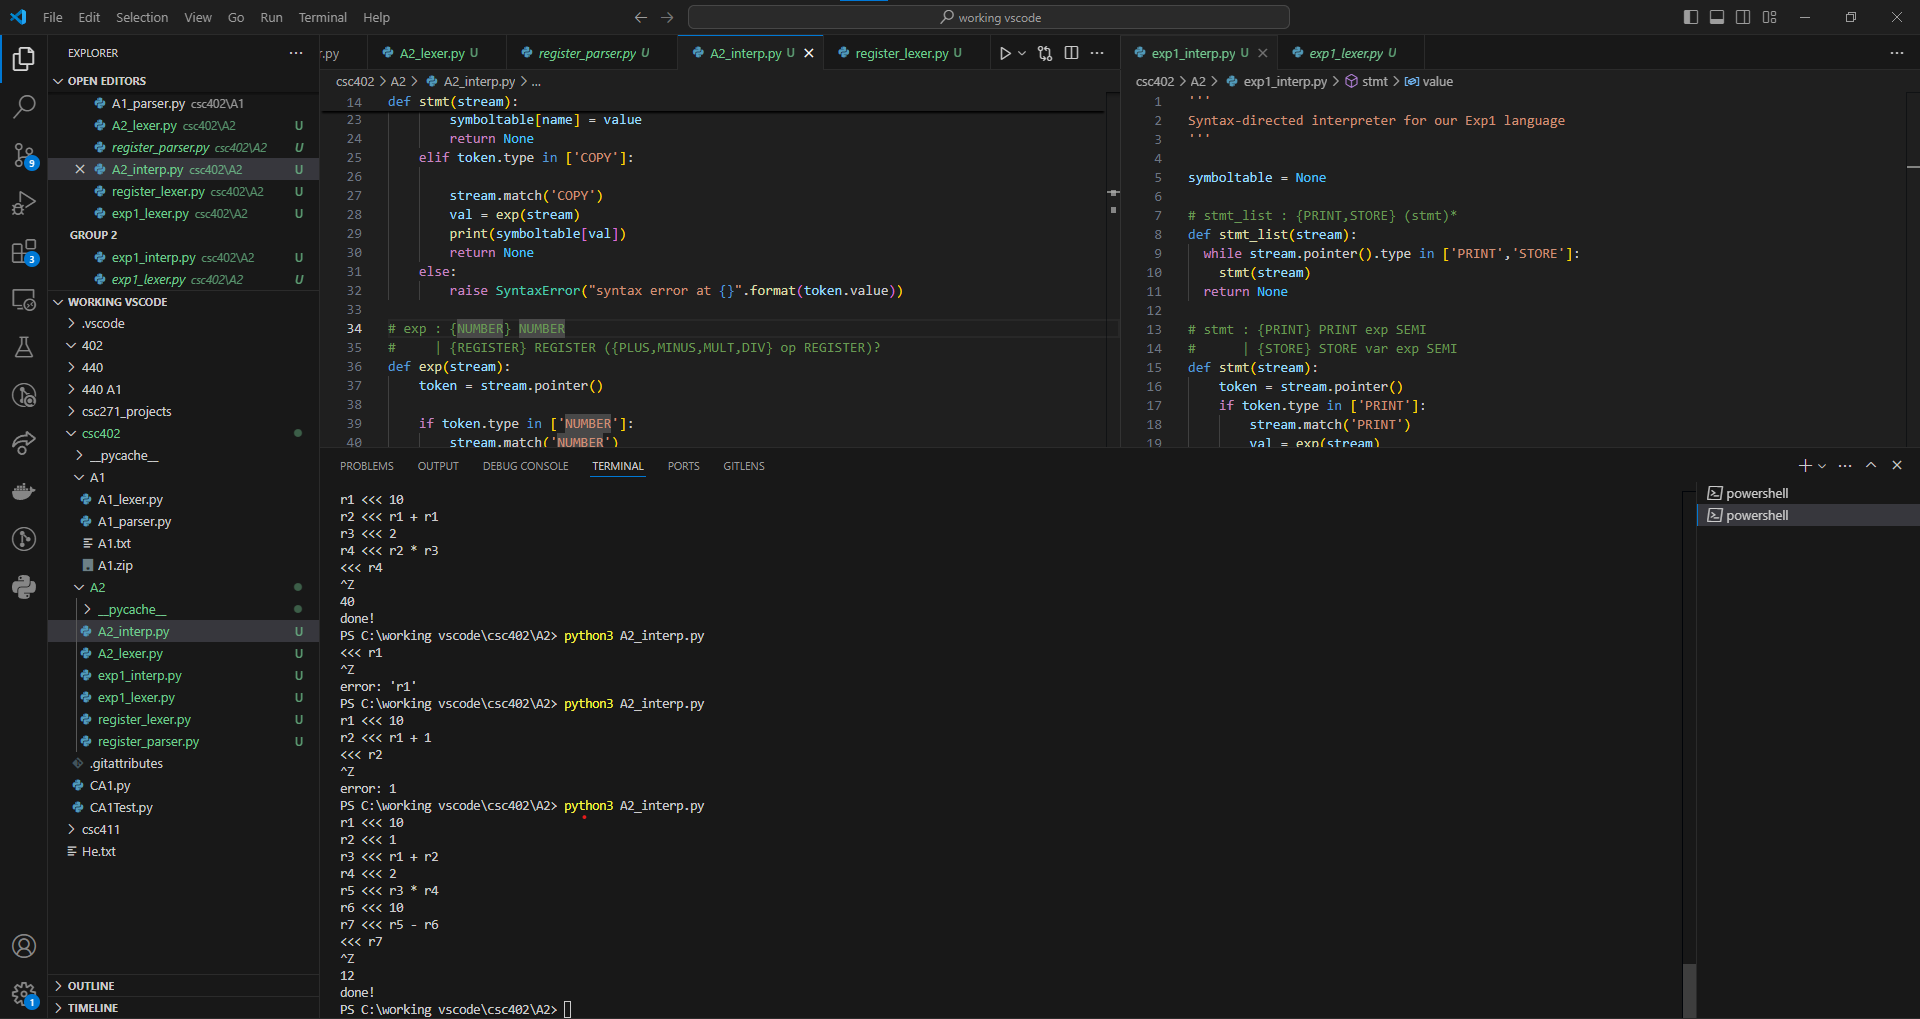 File Edit Selection View Go Run Terminal Help
working vscode
EXPLORER
OPEN EDITORS
A1_parser.py csc402\A1
A2_lexer.py csc402\A2 U
register_parser.py csc402\A2 U
A2_interp.py csc402\A2 U
register_lexer.py csc402\A2 U
exp1_lexer.py csc402\A2 U
GROUP 2
exp1_interp.py csc402\A2 U
exp1_lexer.py csc402\A2 U
WORKING VSCODE
.vscode
402
440
440 A1
csc271_projects
csc402
__pycache__
A1
A1_lexer.py
A1_parser.py
A1.txt
A1.zip
A2
__pycache__
A2_interp.py U
A2_lexer.py U
exp1_interp.py U
exp1_lexer.py U
register_lexer.py U
register_parser.py U
.gitattributes
CA1.py
CA1Test.py
csc411
He.txt
OUTLINE
TIMELINE
9
3
1
r.py A2_lexer.py U register_parser.py U A2_interp.py U register_lexer.py U
csc402 > A2 > A2_interp.py > ...
14 def stmt(stream):
23 symboltable[name] = value
24 return None
25 elif token.type in ['COPY']:
26
27 stream.match('COPY')
28 val = exp(stream)
29 print(symboltable[val])
30 return None
31 else:
32 raise SyntaxError("syntax error at {}".format(token.value))
33
34 # exp : {NUMBER} NUMBER
35 # | {REGISTER} REGISTER ({PLUS,MINUS,MULT,DIV} op REGISTER)?
36 def exp(stream):
37 token = stream.pointer()
38
39 if token.type in ['NUMBER']:
40 stream.match('NUMBER')
exp1_interp.py U exp1_lexer.py U
csc402 > A2 > exp1_interp.py > stmt > value
1 '''
2 Syntax-directed interpreter for our Exp1 language
3 '''
4
5 symboltable = None
6
7 # stmt_list : {PRINT,STORE} (stmt)*
8 def stmt_list(stream):
9 while stream.pointer().type in ['PRINT','STORE']:
10 stmt(stream)
11 return None
12
13 # stmt : {PRINT} PRINT exp SEMI
14 # | {STORE} STORE var exp SEMI
15 def stmt(stream):
16 token = stream.pointer()
17 if token.type in ['PRINT']:
18 stream.match('PRINT')
19 val = exp(stream)
PROBLEMS OUTPUT DEBUG CONSOLE TERMINAL PORTS GITLENS
powershell
powershell
r1 <<< 10
r2 <<< r1 + r1
r3 <<< 2
r4 <<< r2 * r3
<<< r4
^Z
40
done!
PS C:\working vscode\csc402\A2> python3 A2_interp.py
<<< r1
^Z
error: 'r1'
PS C:\working vscode\csc402\A2> python3 A2_interp.py
r1 <<< 10
r2 <<< r1 + 1
<<< r2
^Z
error: 1
PS C:\working vscode\csc402\A2> python3 A2_interp.py
r1 <<< 10
r2 <<< 1
r3 <<< r1 + r2
r4 <<< 2
r5 <<< r3 * r4
r6 <<< 10
r7 <<< r5 - r6
<<< r7
^Z
12
done!
PS C:\working vscode\csc402\A2>